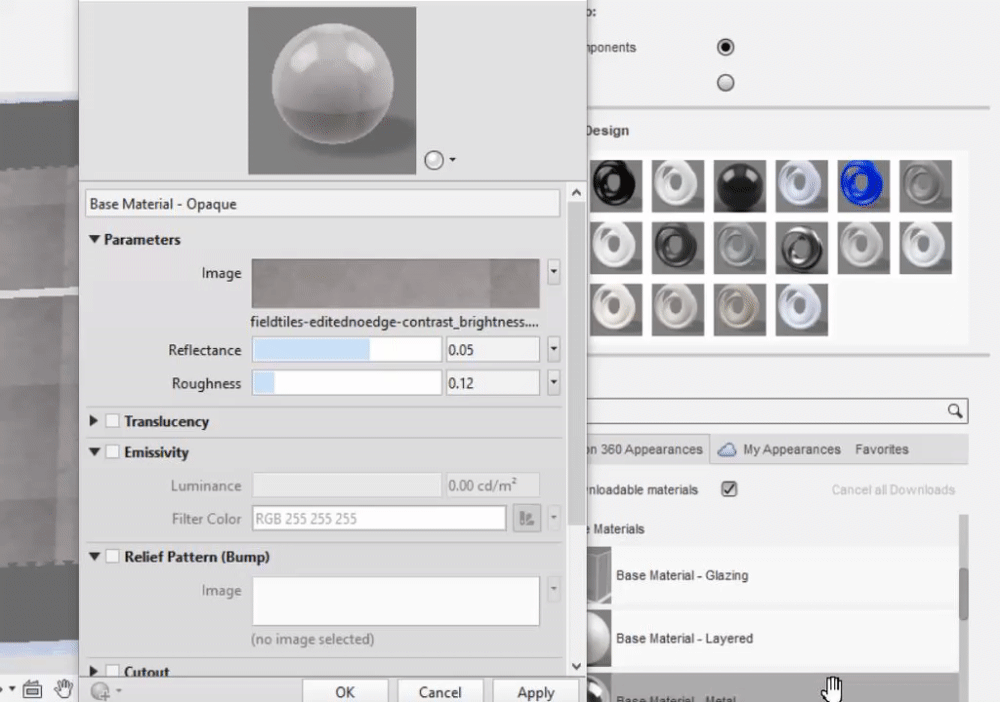 o:
mponents
Design
Base Material - Opaque
Parameters
Image
fieldtiles-editednoedge-contrast_brightness....
Reflectance 0.05
Roughness 0.12
Translucency
Emissivity
Luminance 0.00 cd/m²
Filter Color RGB 255 255 255
Relief Pattern (Bump)
Image
(no image selected)
Cutout
OK Cancel Apply
on 360 Appearances My Appearances Favorites
nloadable materials Cancel all Downloads
e Materials
Base Material - Glazing
Base Material - Layered
Base Material - Metal